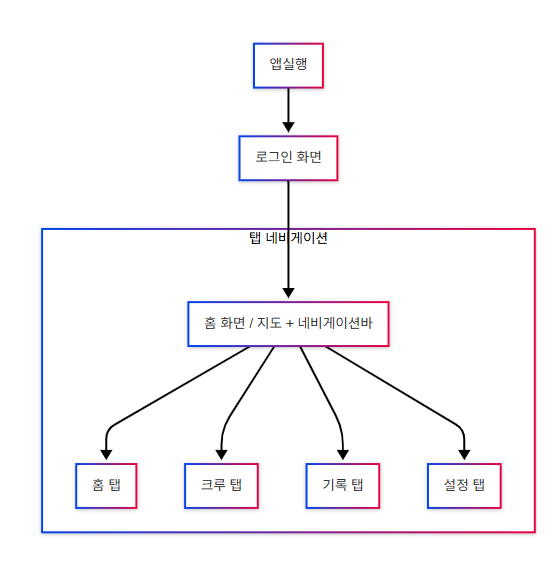 앱실행
로그인 화면
탭 네비게이션
홈 화면 / 지도 + 네비게이션바
홈 탭
크루 탭
기록 탭
설정 탭